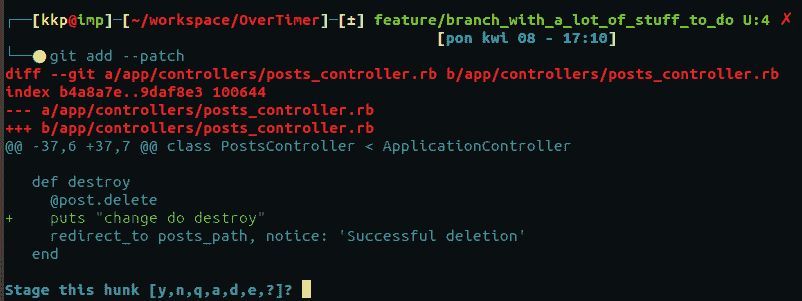 [kkp@imp]─[~/workspace/OverTimer]─[±] feature/branch_with_a_lot_of_stuff_to_do U:4 ✗
[pon kwi 08 - 17:10]
git add --patch
diff --git a/app/controllers/posts_controller.rb b/app/controllers/posts_controller.rb
index b4a8a7e..9daf8e3 100644
--- a/app/controllers/posts_controller.rb
+++ b/app/controllers/posts_controller.rb
@@ -37,6 +37,7 @@ class PostsController < ApplicationController
def destroy
@post.delete
+ puts "change do destroy"
redirect_to posts_path, notice: 'Successful deletion'
end
Stage this hunk [y,n,q,a,d,e,?]?